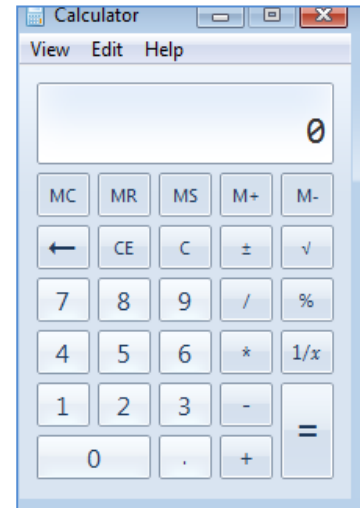 Calculator
View Edit Help
0
MC MR MS M+ M-
← CE C ± √
7 8 9 / %
4 5 6 * 1/x
1 2 3 -
=
0 . +